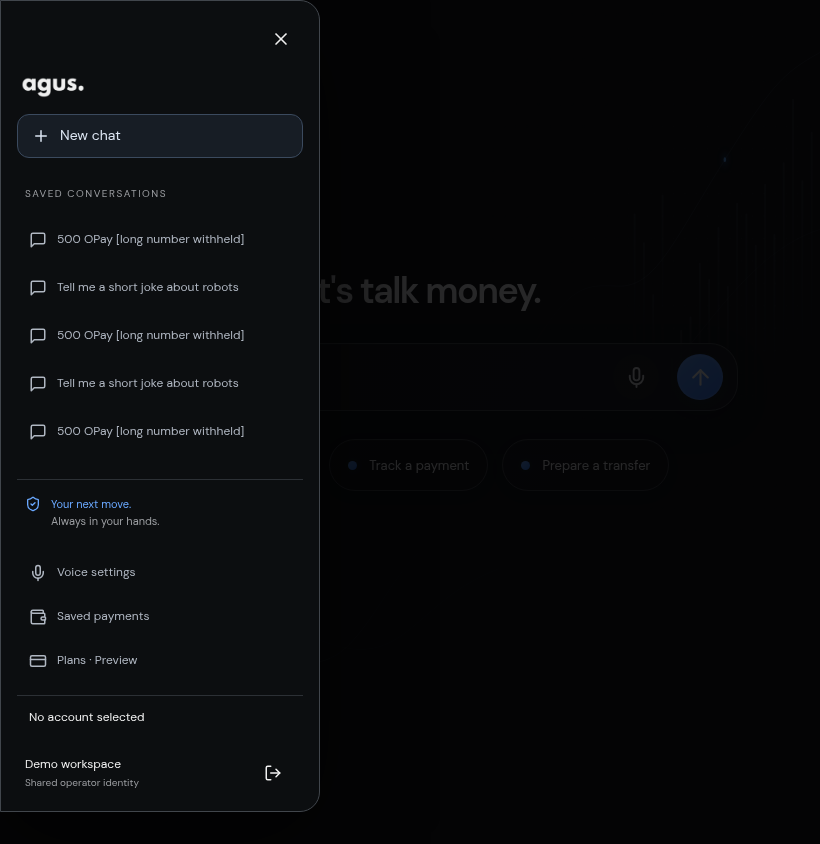 agus.
New chat
SAVED CONVERSATIONS
500 OPay [long number withheld]
Tell me a short joke about robots
500 OPay [long number withheld]
Tell me a short joke about robots
500 OPay [long number withheld]
Your next move.
Always in your hands.
Voice settings
Saved payments
Plans · Preview
No account selected
Demo workspace
Shared operator identity
t's talk money.
Track a payment
Prepare a transfer